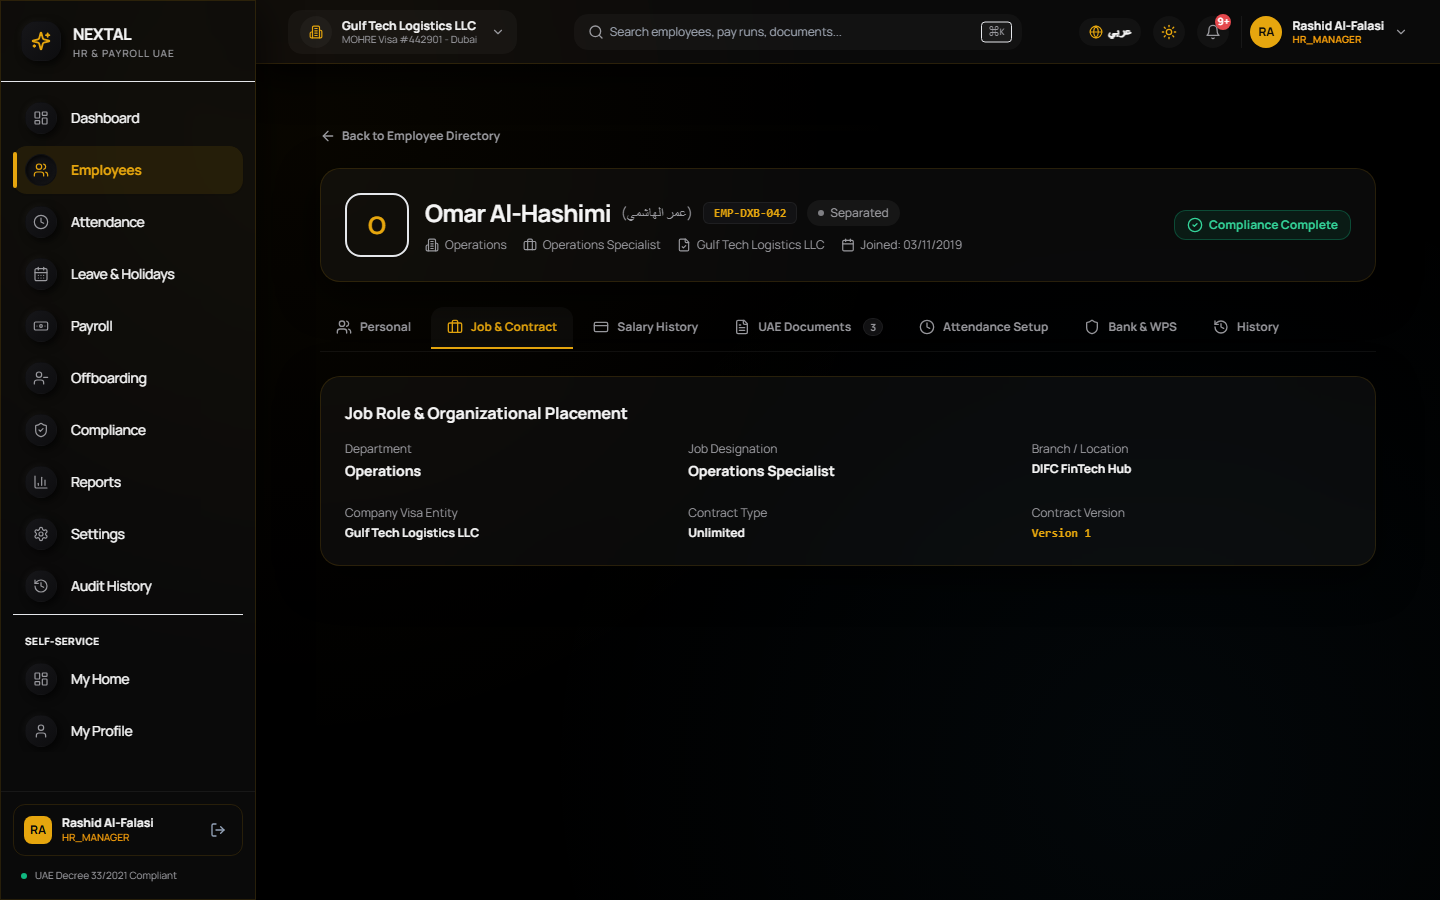 NEXTAL
HR & PAYROLL UAE
Dashboard
Employees
Attendance
Leave & Holidays
Payroll
Offboarding
Compliance
Reports
Settings
Audit History
SELF-SERVICE
My Home
My Profile
RA
Rashid Al-Falasi
HR_MANAGER
UAE Decree 33/2021 Compliant
Gulf Tech Logistics LLC
MOHRE Visa #442901 - Dubai
Search employees, pay runs, documents...
⌘K
عربي
9+
RA
Rashid Al-Falasi
HR_MANAGER
Back to Employee Directory
O
Omar Al-Hashimi (عمر الهاشمي) EMP-DXB-042 Separated
Operations Operations Specialist Gulf Tech Logistics LLC Joined: 03/11/2019
Compliance Complete
Personal Job & Contract Salary History UAE Documents 3 Attendance Setup Bank & WPS History
Job Role & Organizational Placement
Department
Operations
Job Designation
Operations Specialist
Branch / Location
DIFC FinTech Hub
Company Visa Entity
Gulf Tech Logistics LLC
Contract Type
Unlimited
Contract Version
Version 1